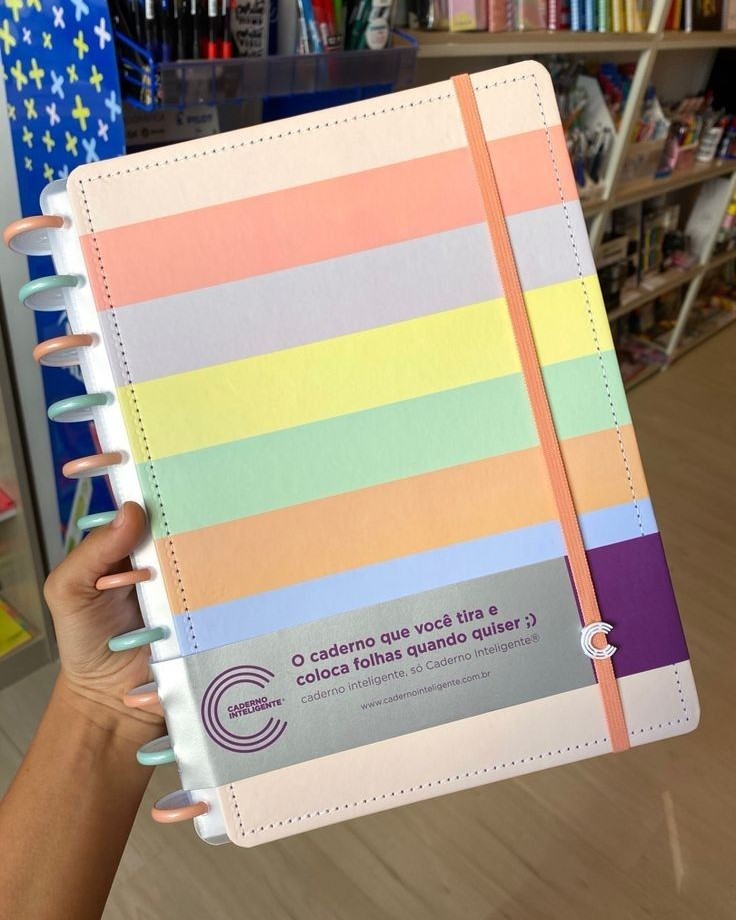 O caderno que você tira e
coloca folhas quando quiser ;)
caderno inteligente, só Caderno Inteligente®
www.cadernointeligente.com.br
CADERNO
INTELIGENTE®
PILOT